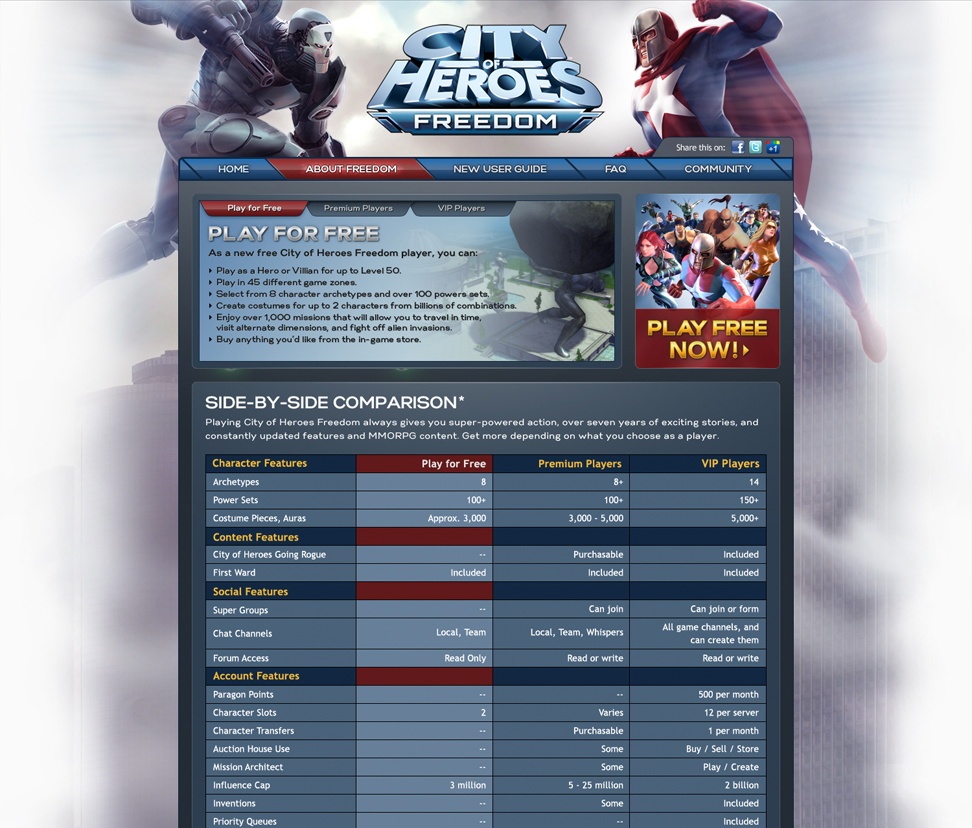 CITY
OF
HEROES
FREEDOM
Share this on:
HOME
ABOUT FREEDOM
NEW USER GUIDE
FAQ
COMMUNITY
Play for Free
Premium Players
VIP Players
PLAY FOR FREE
As a new free City of Heroes Freedom player, you can:
Play as a Hero or Villian for up to Level 50.
Play in 45 different game zones.
Select from 8 character archetypes and over 100 powers sets.
Create costumes for up to 2 characters from billions of combinations.
Enjoy over 1,000 missions that will allow you to travel in time,
visit alternate dimensions, and fight off alien invasions.
Buy anything you'd like from the in-game store.
PLAY FREE
NOW!
SIDE-BY-SIDE COMPARISON*
Playing City of Heroes Freedom always gives you super-powered action, over seven years of exciting stories, and
constantly updated features and MMORPG content. Get more depending on what you choose as a player.
Character Features Play for Free Premium Players VIP Players
Archetypes 8 8+ 14
Power Sets 100+ 100+ 150+
Costume Pieces, Auras Approx. 3,000 3,000 - 5,000 5,000+
Content Features
City of Heroes Going Rogue -- Purchasable Included
First Ward Included Included Included
Social Features
Super Groups -- Can join Can join or form
Chat Channels Local, Team Local, Team, Whispers All game channels, and
can create them
Forum Access Read Only Read or write Read or write
Account Features
Paragon Points -- -- 500 per month
Character Slots 2 Varies 12 per server
Character Transfers -- Purchasable 1 per month
Auction House Use -- Some Buy / Sell / Store
Mission Architect -- Some Play / Create
Influence Cap 3 million 5 - 25 million 2 billion
Inventions -- Some Included
Priority Queues -- -- Included